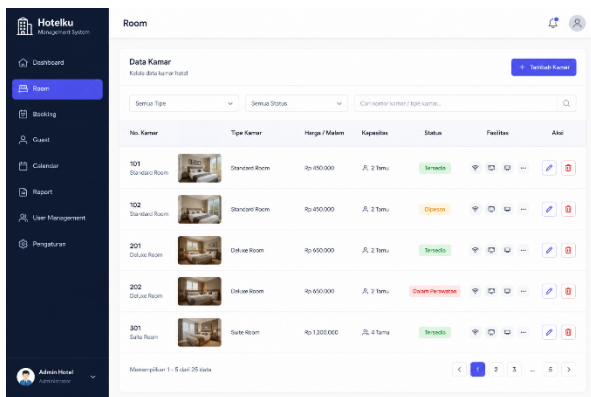 Hotelku
Management System
Room
Dashboard
Room
Booking
Guest
Calendar
Report
User Management
Pengaturan
Admin Hotel
Administrator
Data Kamar
Kelola data kamar hotel
+ Tambah Kamar
Semua Tipe
Semua Status
Cari nomor kamar / tipe kamar...
No. Kamar Tipe Kamar Harga / Malam Kapasitas Status Fasilitas Aksi
101
Standard Room
Standard Room Rp 450.000 2 Tamu Tersedia
102
Standard Room
Standard Room Rp 450.000 2 Tamu Dipesan
201
Deluxe Room
Deluxe Room Rp 650.000 2 Tamu Tersedia
202
Deluxe Room
Deluxe Room Rp 650.000 2 Tamu Dalam Perawatan
301
Suite Room
Suite Room Rp 1.200.000 4 Tamu Tersedia
Menampilkan 1 - 5 dari 25 data
< 1 2 3 ... 5 >